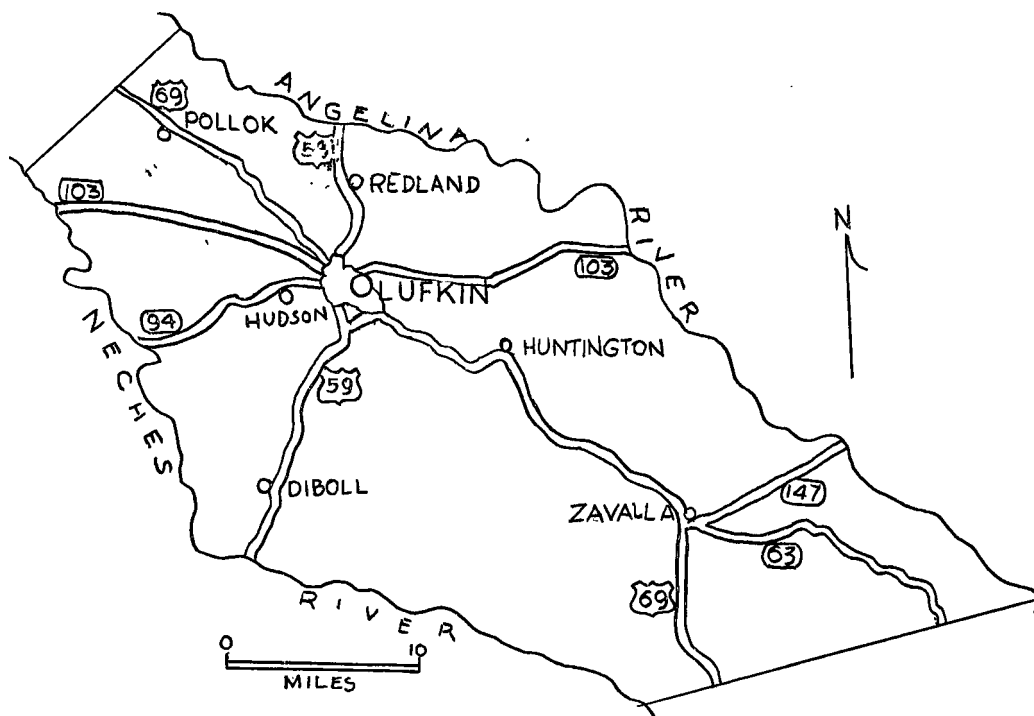 ANGELINA RIVER
69
POLLOK
59
REDLAND
103
N
103
LUFKIN
HUDSON
94
HUNTINGTON
NECHES RIVER
59
DIBOLL
ZAVALLA
147
63
69
0 10
MILES